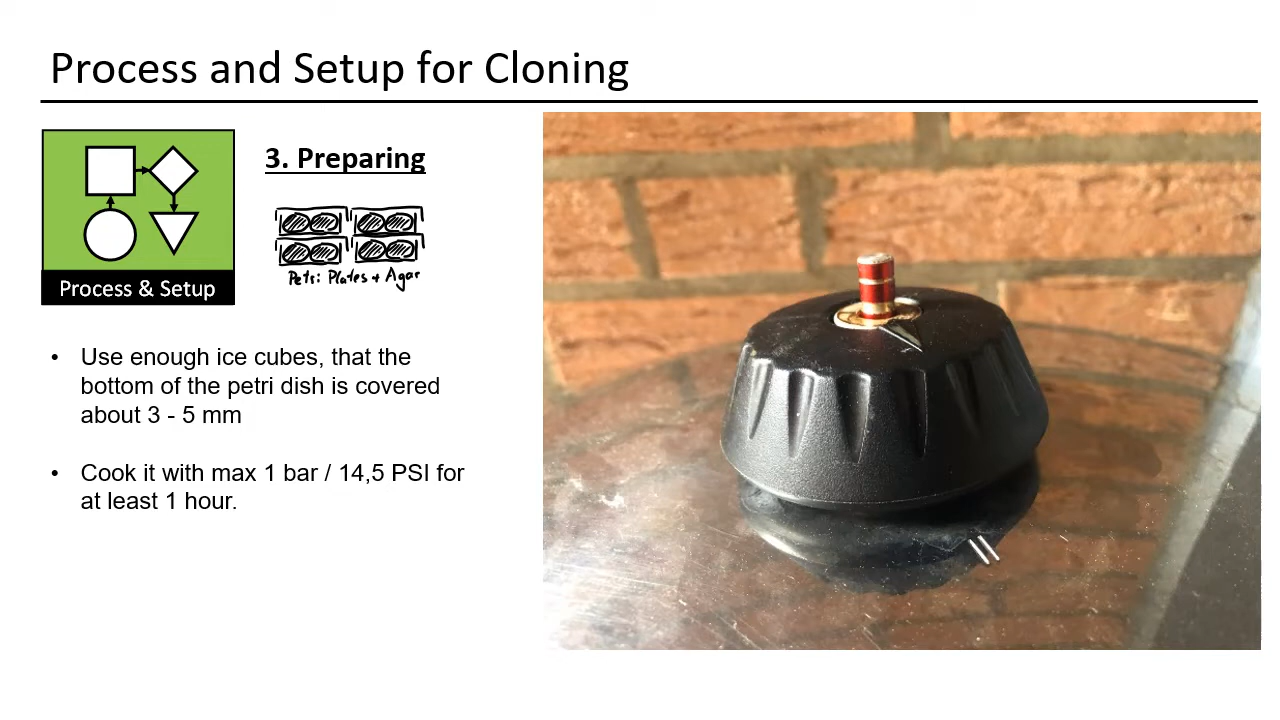 Process and Setup for Cloning
3. Preparing
Petri Plates + Agar
Process & Setup
• Use enough ice cubes, that the
bottom of the petri dish is covered
about 3 - 5 mm
• Cook it with max 1 bar / 14,5 PSI for
at least 1 hour.